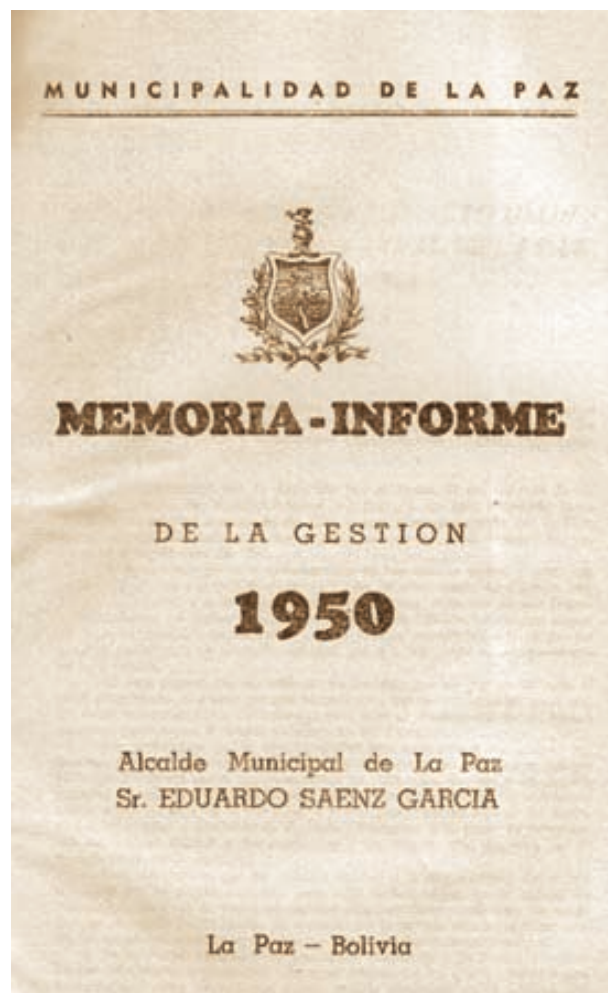 MUNICIPALIDAD DE LA PAZ
MEMORIA - INFORME
DE LA GESTION
1950
Alcalde Municipal de La Paz
Sr. EDUARDO SAENZ GARCIA
La Paz – Bolivia